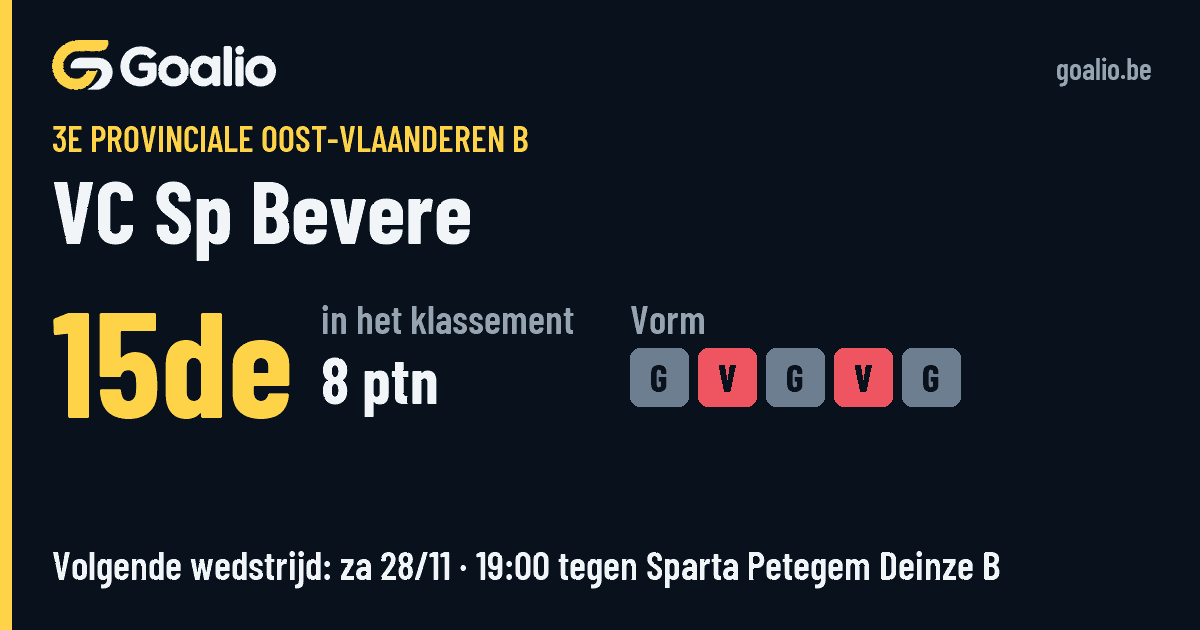 Goalio
goalio.be
3E PROVINCIALE OOST-VLAANDEREN B
VC Sp Bevere
15de
in het klassement
8 ptn
Vorm
G V G V G
Volgende wedstrijd: za 28/11 · 19:00 tegen Sparta Petegem Deinze B